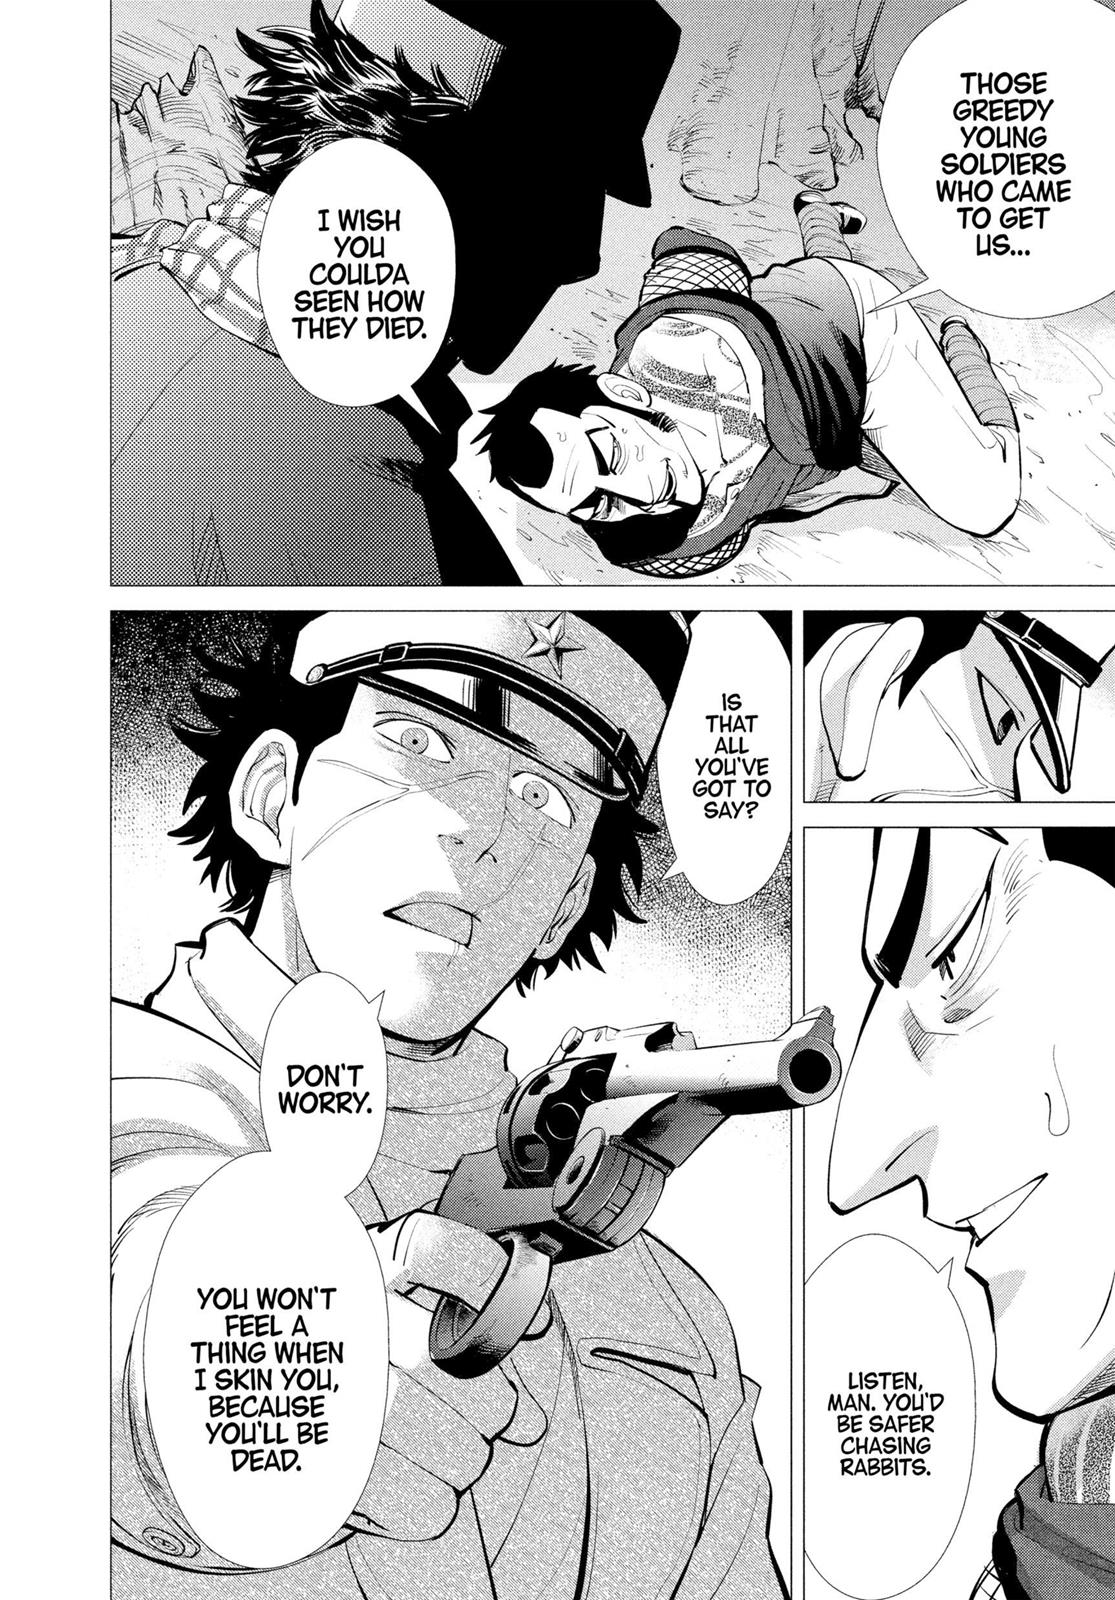 THOSE
GREEDY
YOUNG
SOLDIERS
WHO CAME
TO GET
US...
I WISH
YOU
COULDA
SEEN HOW
THEY DIED.
LISTEN,
MAN. YOU'D
BE SAFER
CHASING
RABBITS.
IS
THAT
ALL
YOU'VE
GOT TO
SAY?
DON'T
WORRY.
YOU WON'T
FEEL A
THING WHEN
I SKIN YOU,
BECAUSE
YOU'LL BE
DEAD.